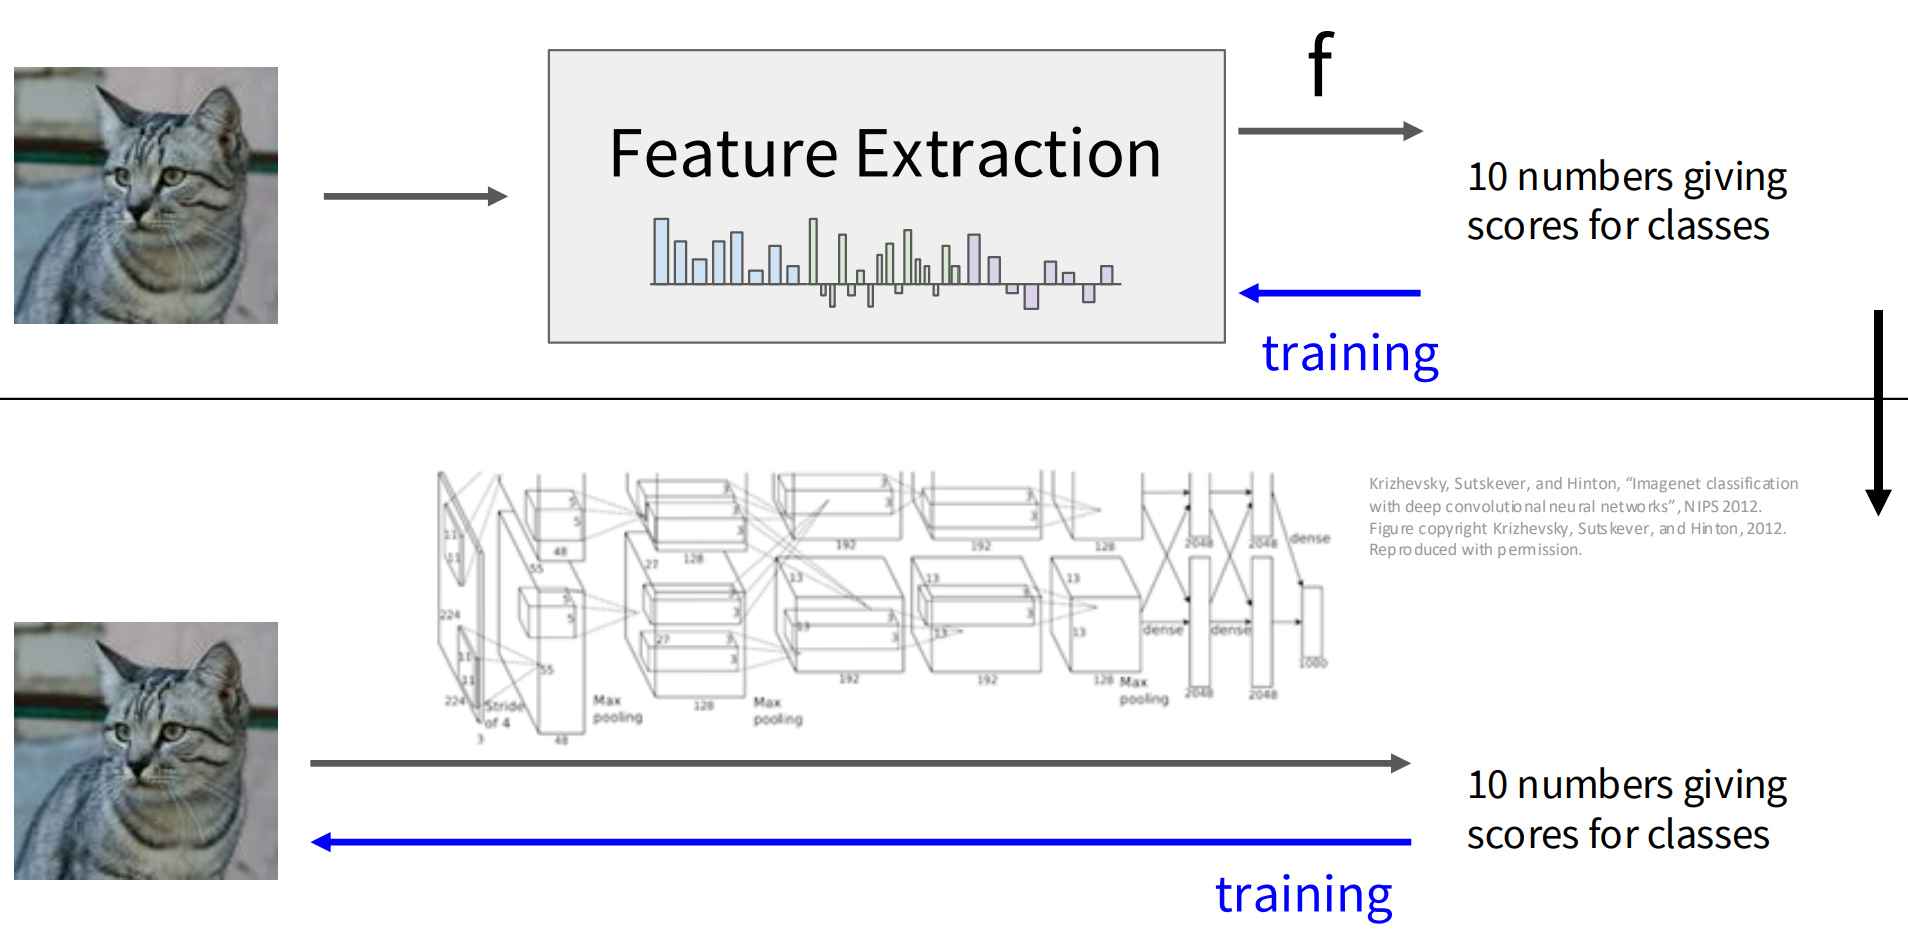 f
Feature Extraction
10 numbers giving
scores for classes
training
Krizhevsky, Sutskever, and Hinton, “Imagenet classification
with deep convolutional neural networks”, NIPS 2012.
Figure copyright Krizhevsky, Sutskever, and Hinton, 2012.
Reproduced with permission.
5
5
3
3
3
3
3
3
3
11
11
48
128
192
192
128
2048
2048
dense
55
27
13
13
13
224
5
5
3
3
3
3
3
13
13
13
27
3
3
dense
dense
11
11
55
1000
192
192
128
Max
pooling
2048
2048
224
Stride
of 4
Max
pooling
128
Max
pooling
3
48
10 numbers giving
scores for classes
training